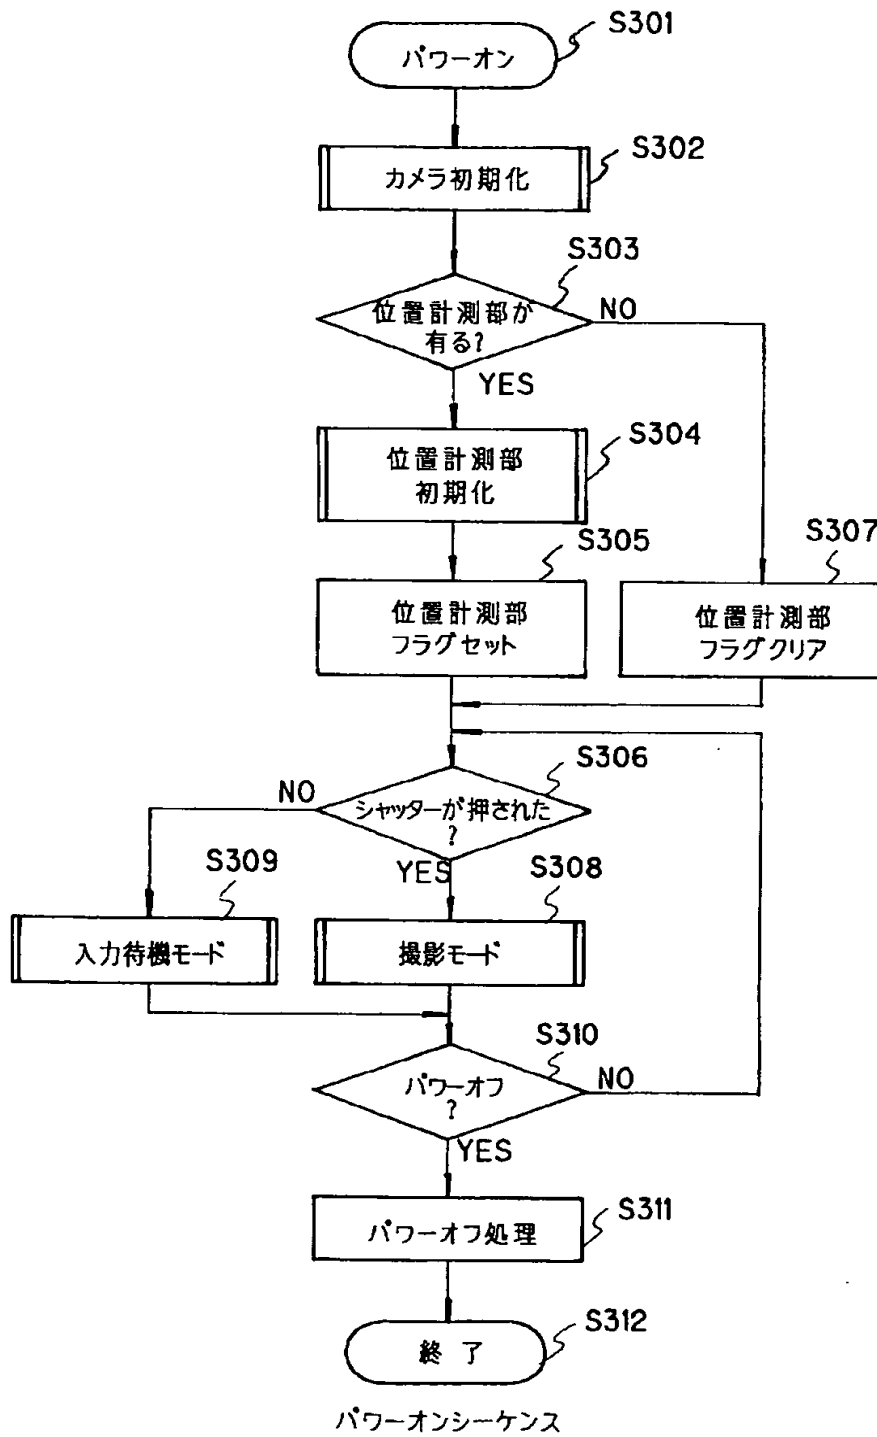 S301
パワーオン
S302
カメラ初期化
S303
位置計測部が
有る?
NO
YES
S304
位置計測部
初期化
S305
位置計測部
フラグセット
S307
位置計測部
フラグクリア
S306
シャッターが押された
?
NO
YES
S309
入力待機モード
S308
撮影モード
S310
パワーオフ
?
NO
YES
S311
パワーオフ処理
S312
終了
パワーオンシーケンス